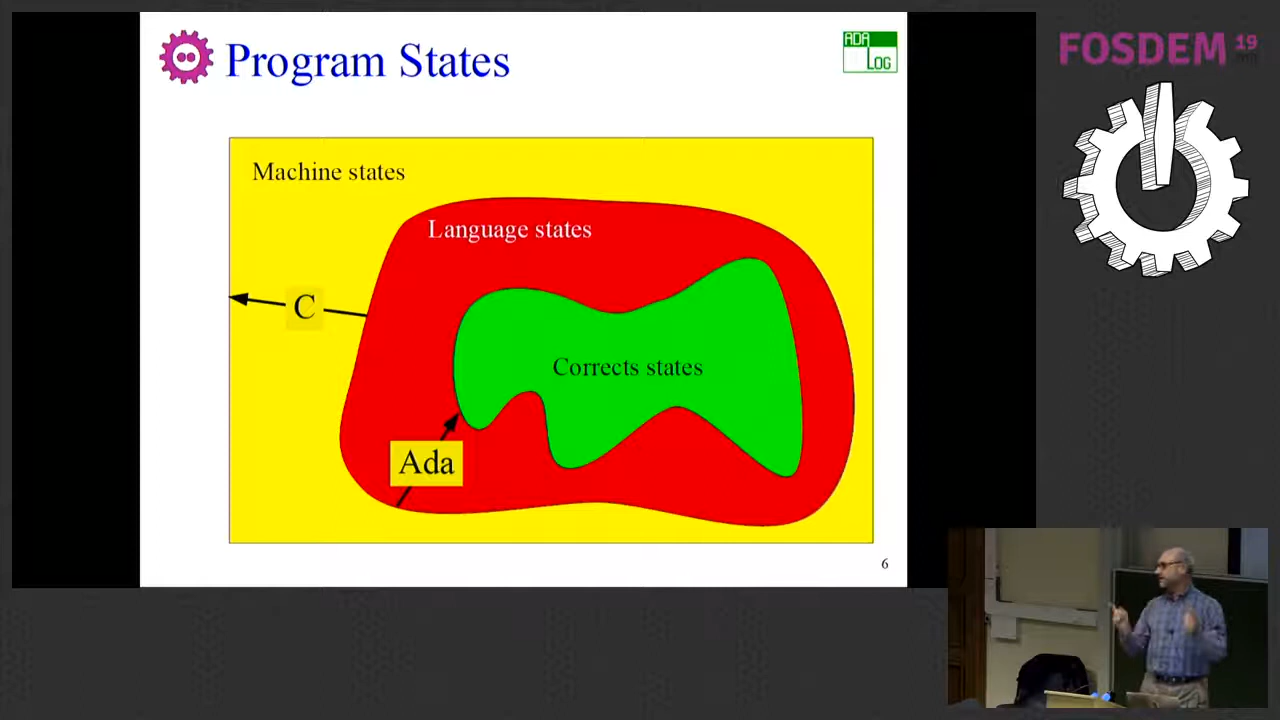 Program States
ADA
LOG
FOSDEM 19
Machine states
Language states
C
Corrects states
Ada
6